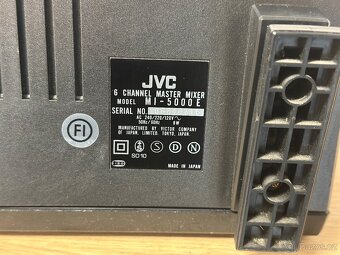 JVC
6 CHANNEL MASTER MIXER
MODEL MI-5000E
SERIAL NO
AC 240/220/120V
50Hz/60Hz 9W
MANUFACTURED BY VICTOR COMPANY
OF JAPAN, LIMITED. TOKYO, JAPAN.
FI
S D N
SO10
MADE IN JAPAN